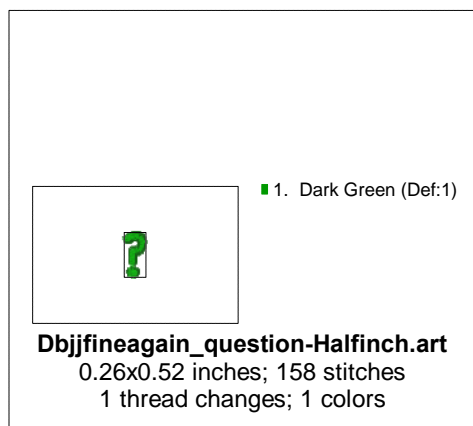 1. Dark Green (Def:1)
?
Dbjjfineagain_question-Halfinch.art
0.26x0.52 inches; 158 stitches
1 thread changes; 1 colors